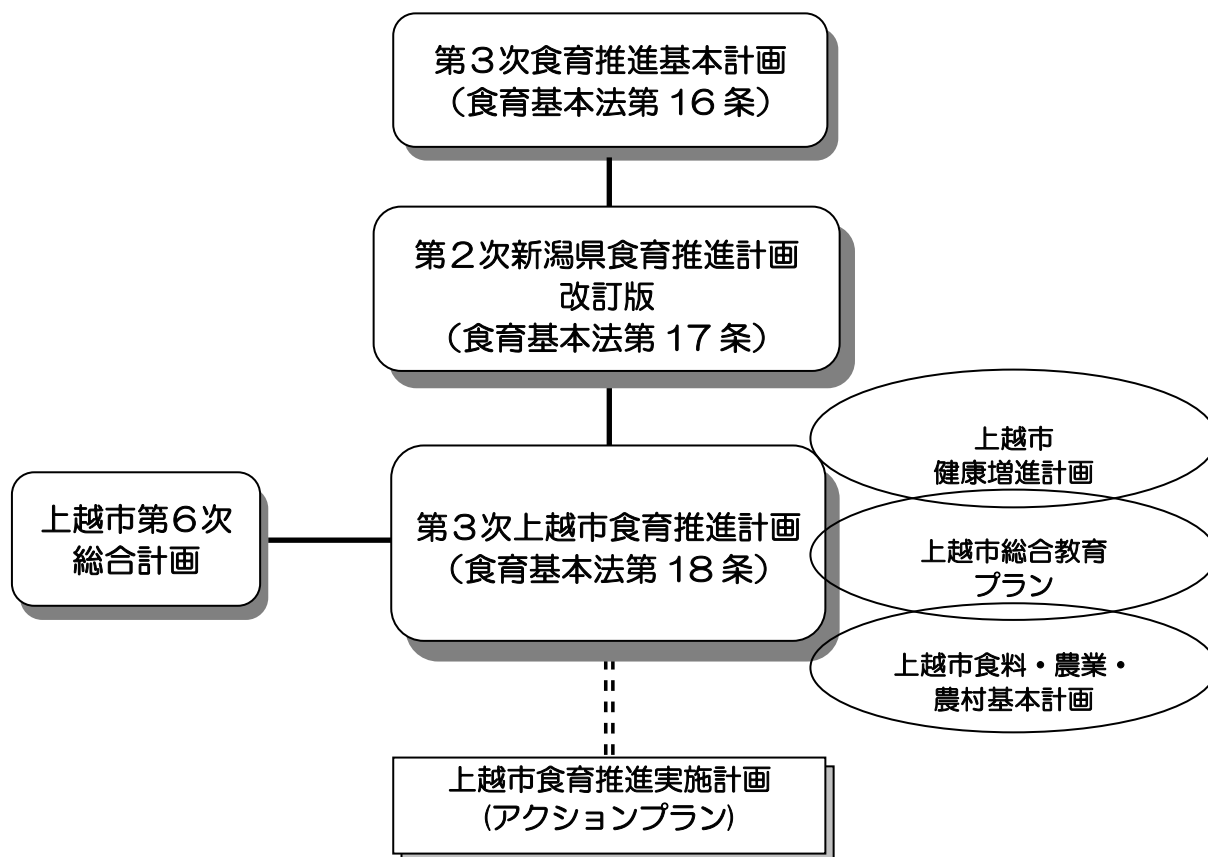 第３次食育推進基本計画
（食育基本法第 16 条）
第２次新潟県食育推進計画
改訂版
（食育基本法第 17 条）
上越市
健康増進計画
上越市第６次
総合計画
第３次上越市食育推進計画
（食育基本法第 18 条）
上越市総合教育
プラン
上越市食料・農業・
農村基本計画
上越市食育推進実施計画
(アクションプラン)